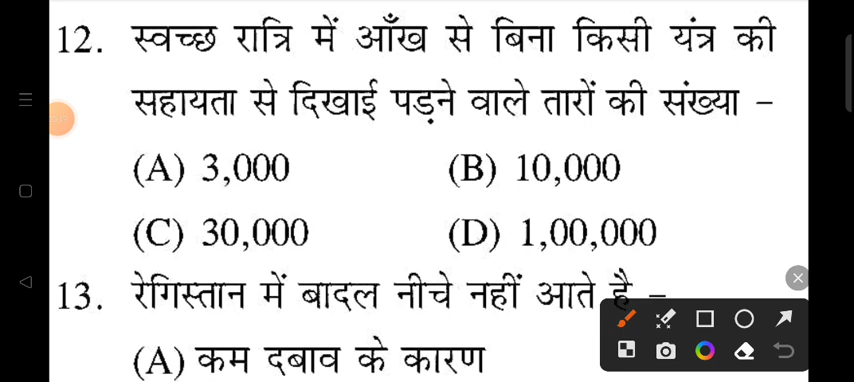 12. स्वच्छ रात्रि में आँख से बिना किसी यंत्र की
सहायता से दिखाई पड़ने वाले तारों की संख्या –
(A) 3,000 (B) 10,000
(C) 30,000 (D) 1,00,000
13. रेगिस्तान में बादल नीचे नहीं आते है –
(A) कम दबाव के कारण